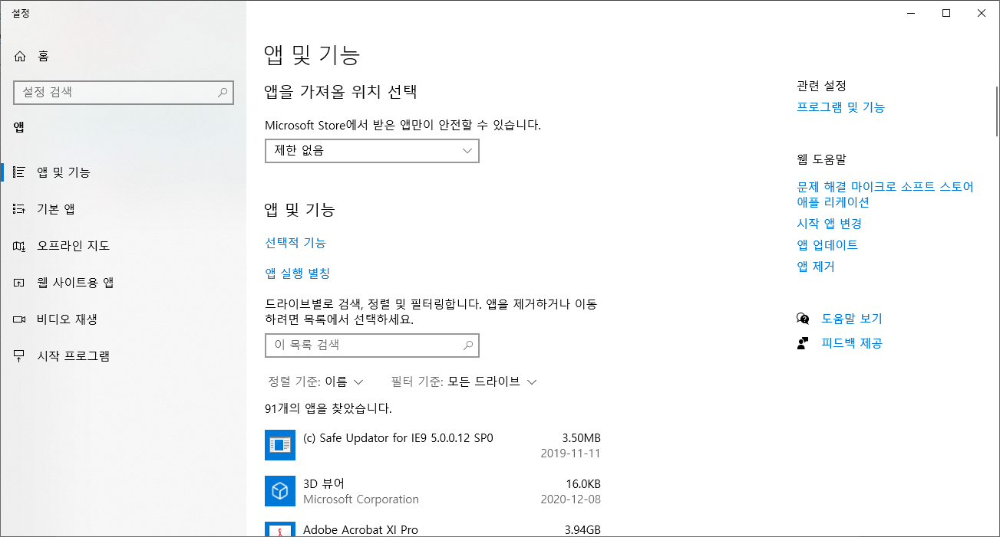 설정
홈
설정 검색
앱
앱 및 기능
기본 앱
오프라인 지도
웹 사이트용 앱
비디오 재생
시작 프로그램
앱 및 기능
앱을 가져올 위치 선택
Microsoft Store에서 받은 앱만이 안전할 수 있습니다.
제한 없음
앱 및 기능
선택적 기능
앱 실행 별칭
드라이브별로 검색, 정렬 및 필터링합니다. 앱을 제거하거나 이동
하려면 목록에서 선택하세요.
이 목록 검색
정렬 기준: 이름 필터 기준: 모든 드라이브
91개의 앱을 찾았습니다.
(c) Safe Updator for IE9 5.0.0.12 SP0 3.50MB
2019-11-11
3D 뷰어 16.0KB
Microsoft Corporation 2020-12-08
Adobe Acrobat XI Pro 3.94GB
관련 설정
프로그램 및 기능
웹 도움말
문제 해결 마이크로 소프트 스토어
애플 리케이션
시작 앱 변경
앱 업데이트
앱 제거
도움말 보기
피드백 제공